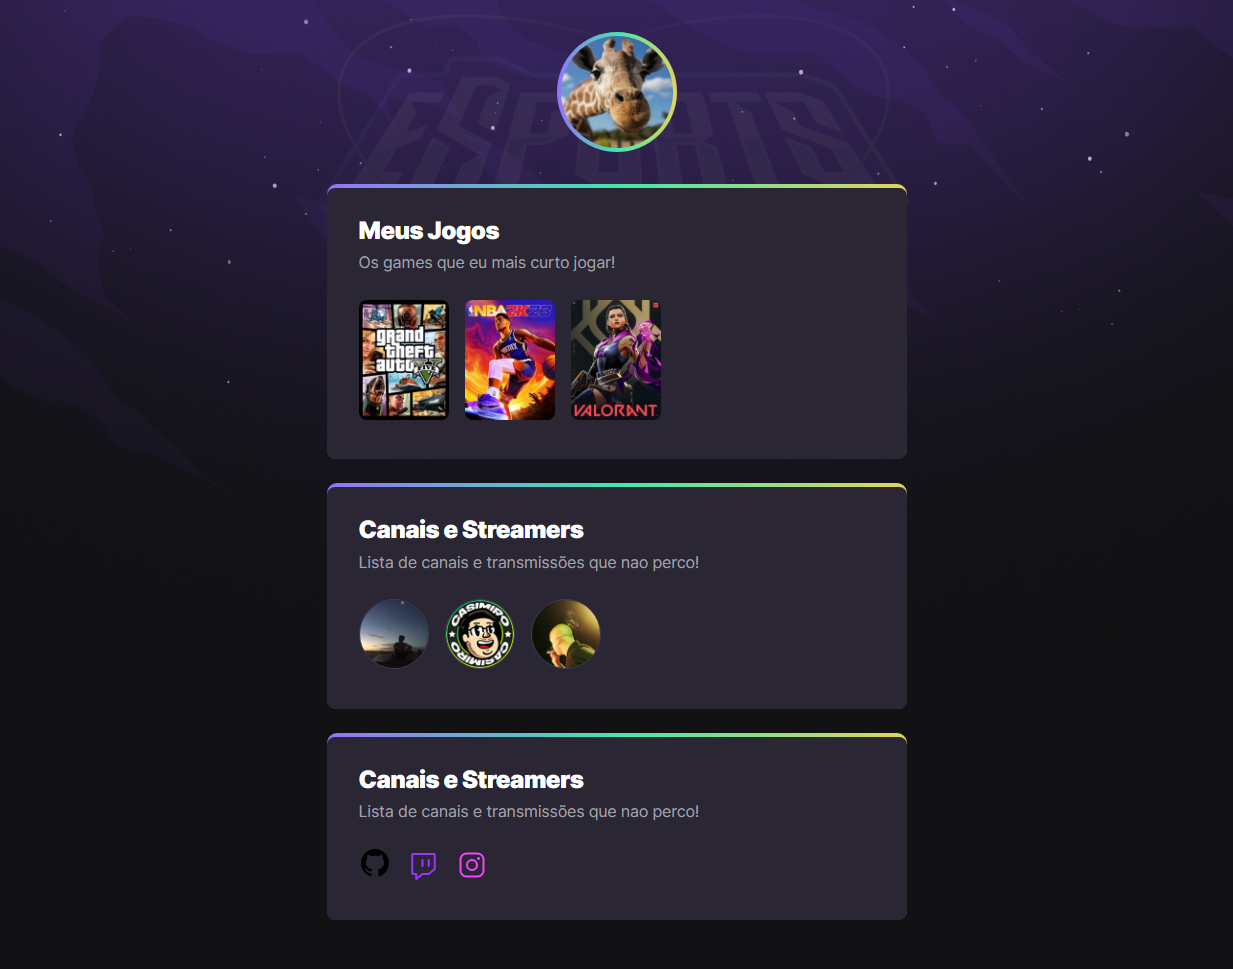 ESPORTS
Meus Jogos
Os games que eu mais curto jogar!
grand
theft
auto
FIVE
NBA 2K23
VALORANT
Canais e Streamers
Lista de canais e transmissões que nao perco!
CASIMIRO
CASIMIRO
Canais e Streamers
Lista de canais e transmissões que nao perco!